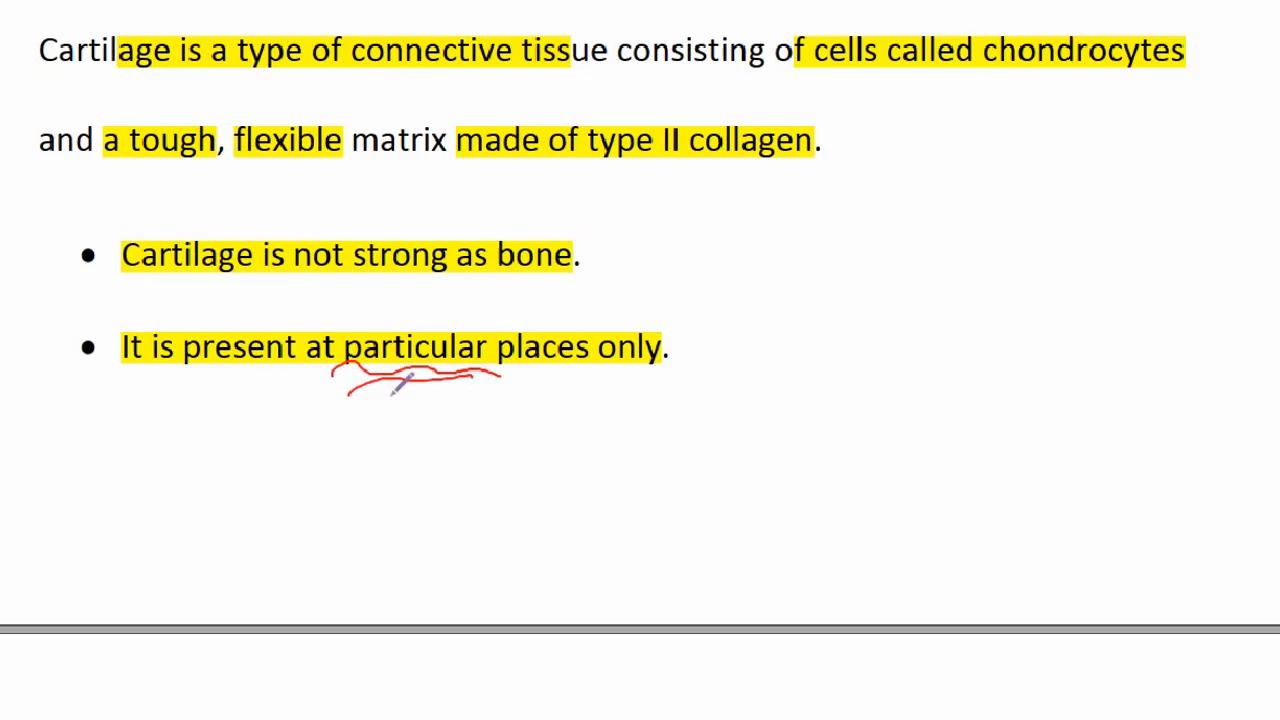 Cartilage is a type of connective tissue consisting of cells called chondrocytes
and a tough, flexible matrix made of type II collagen.
• Cartilage is not strong as bone.
• It is present at particular places only.